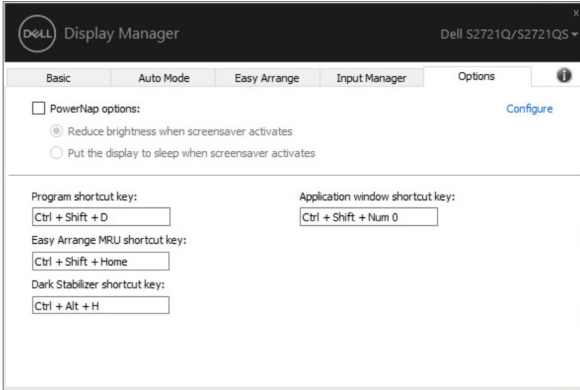 DELL Display Manager
Dell S2721Q/S2721QS
Basic Auto Mode Easy Arrange Input Manager Options
PowerNap options:
Configure
Reduce brightness when screensaver activates
Put the display to sleep when screensaver activates
Program shortcut key:
Application window shortcut key:
Ctrl + Shift + D
Ctrl + Shift + Num 0
Easy Arrange MRU shortcut key:
Ctrl + Shift + Home
Dark Stabilizer shortcut key:
Ctrl + Alt + H